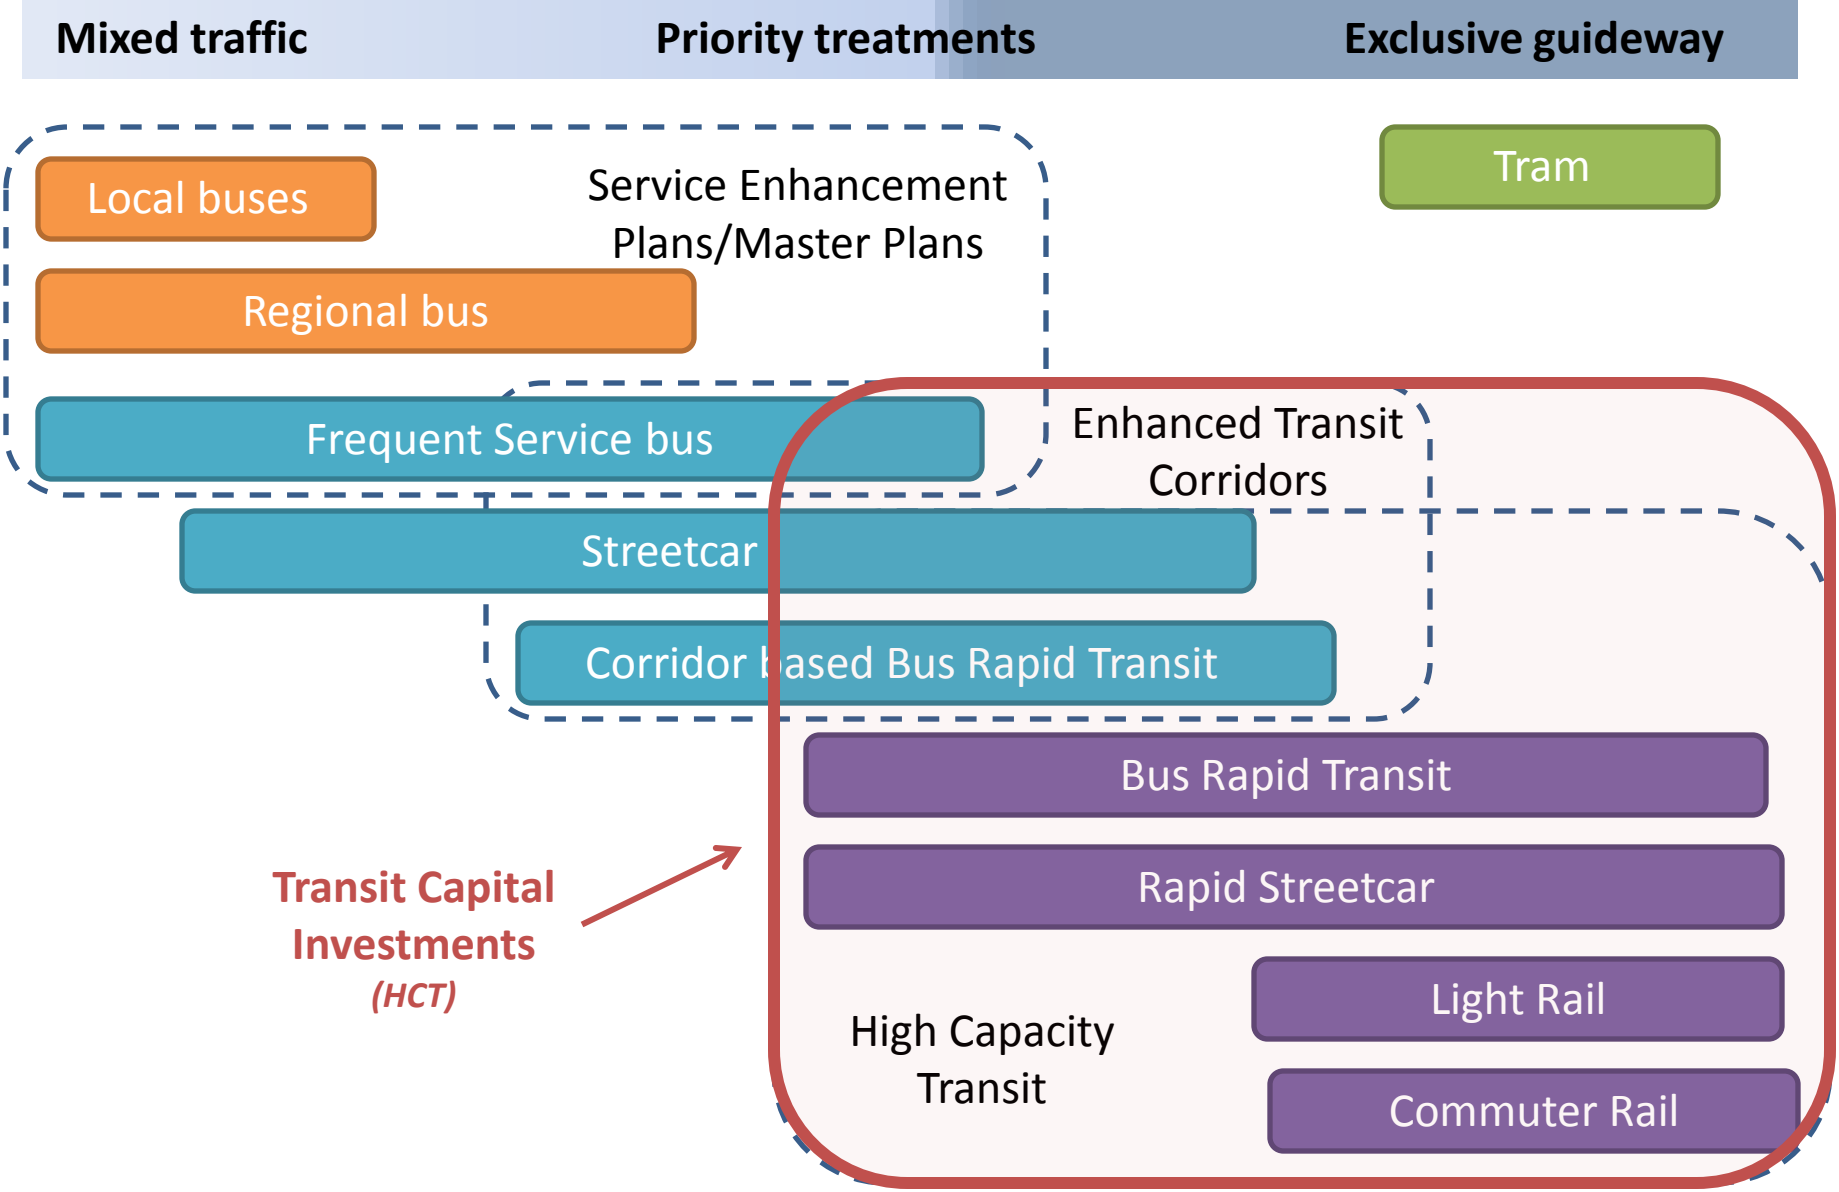 Mixed traffic
Priority treatments
Exclusive guideway
Tram
Local buses
Service Enhancement
Plans/Master Plans
Regional bus
Frequent Service bus
Enhanced Transit
Corridors
Streetcar
Corridor based Bus Rapid Transit
Bus Rapid Transit
Rapid Streetcar
Transit Capital
Investments
(HCT)
Light Rail
High Capacity
Transit
Commuter Rail